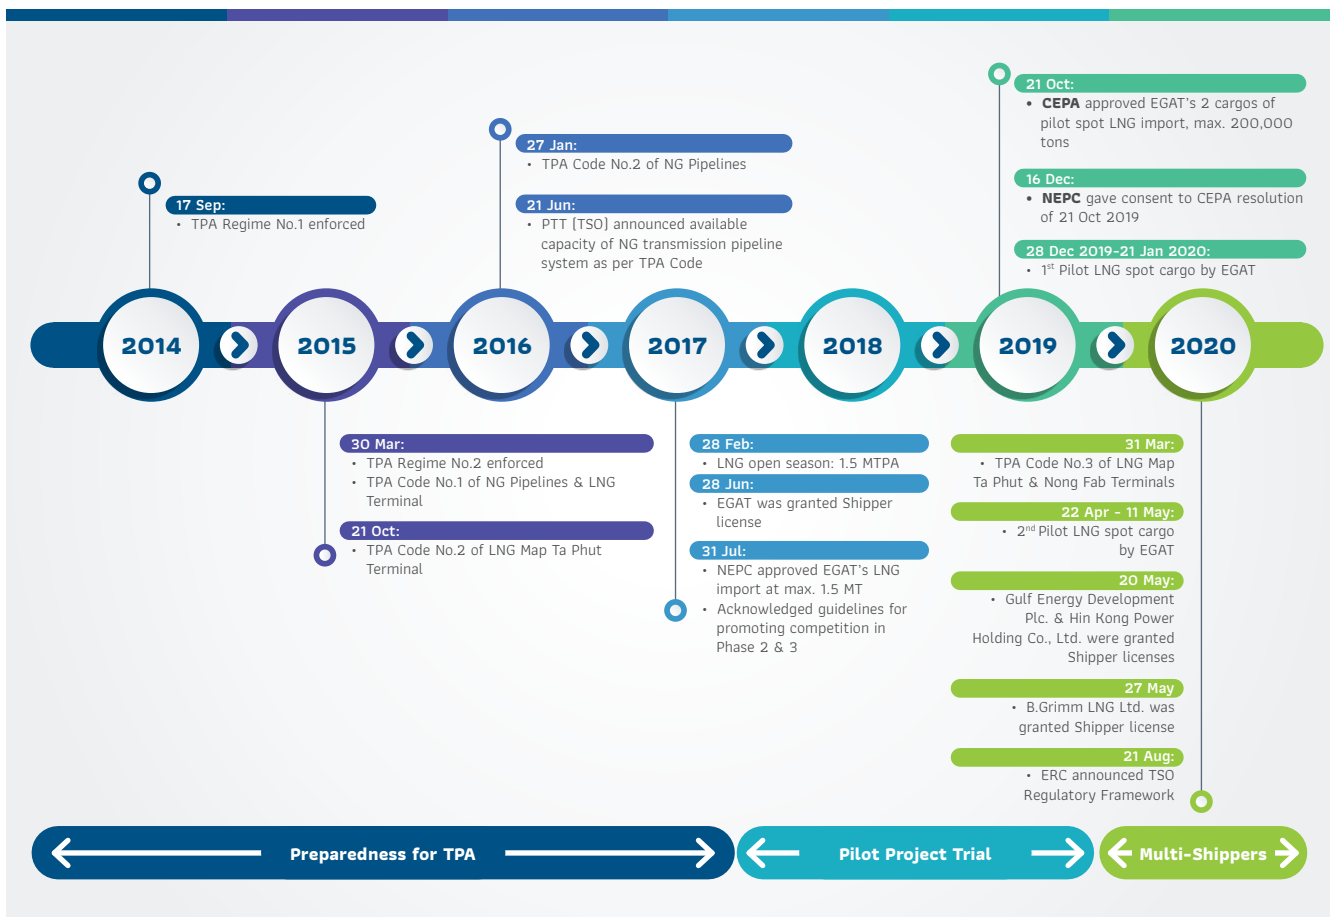 17 Sep:
• TPA Regime No.1 enforced
27 Jan:
• TPA Code No.2 of NG Pipelines
21 Jun:
• PTT (TSO) announced available
capacity of NG transmission pipeline
system as per TPA Code
21 Oct:
• CEPA approved EGAT's 2 cargos of
pilot spot LNG import, max. 200,000
tons
16 Dec:
• NEPC gave consent to CEPA resolution
of 21 Oct 2019
28 Dec 2019-21 Jan 2020:
• 1st Pilot LNG spot cargo by EGAT
2014
2015
2016
2017
2018
2019
2020
30 Mar:
• TPA Regime No.2 enforced
• TPA Code No.1 of NG Pipelines & LNG
Terminal
21 Oct:
• TPA Code No.2 of LNG Map Ta Phut
Terminal
28 Feb:
• LNG open season: 1.5 MTPA
28 Jun:
• EGAT was granted Shipper
license
31 Jul:
• NEPC approved EGAT's LNG
import at max. 1.5 MT
• Acknowledged guidelines for
promoting competition in
Phase 2 & 3
31 Mar:
• TPA Code No.3 of LNG Map
Ta Phut & Nong Fab Terminals
22 Apr - 11 May:
• 2nd Pilot LNG spot cargo
by EGAT
20 May:
• Gulf Energy Development
Plc. & Hin Kong Power
Holding Co., Ltd. were granted
Shipper licenses
27 May
• B.Grimm LNG Ltd. was
granted Shipper license
21 Aug:
• ERC announced TSO
Regulatory Framework
Preparedness for TPA
Pilot Project Trial
Multi-Shippers